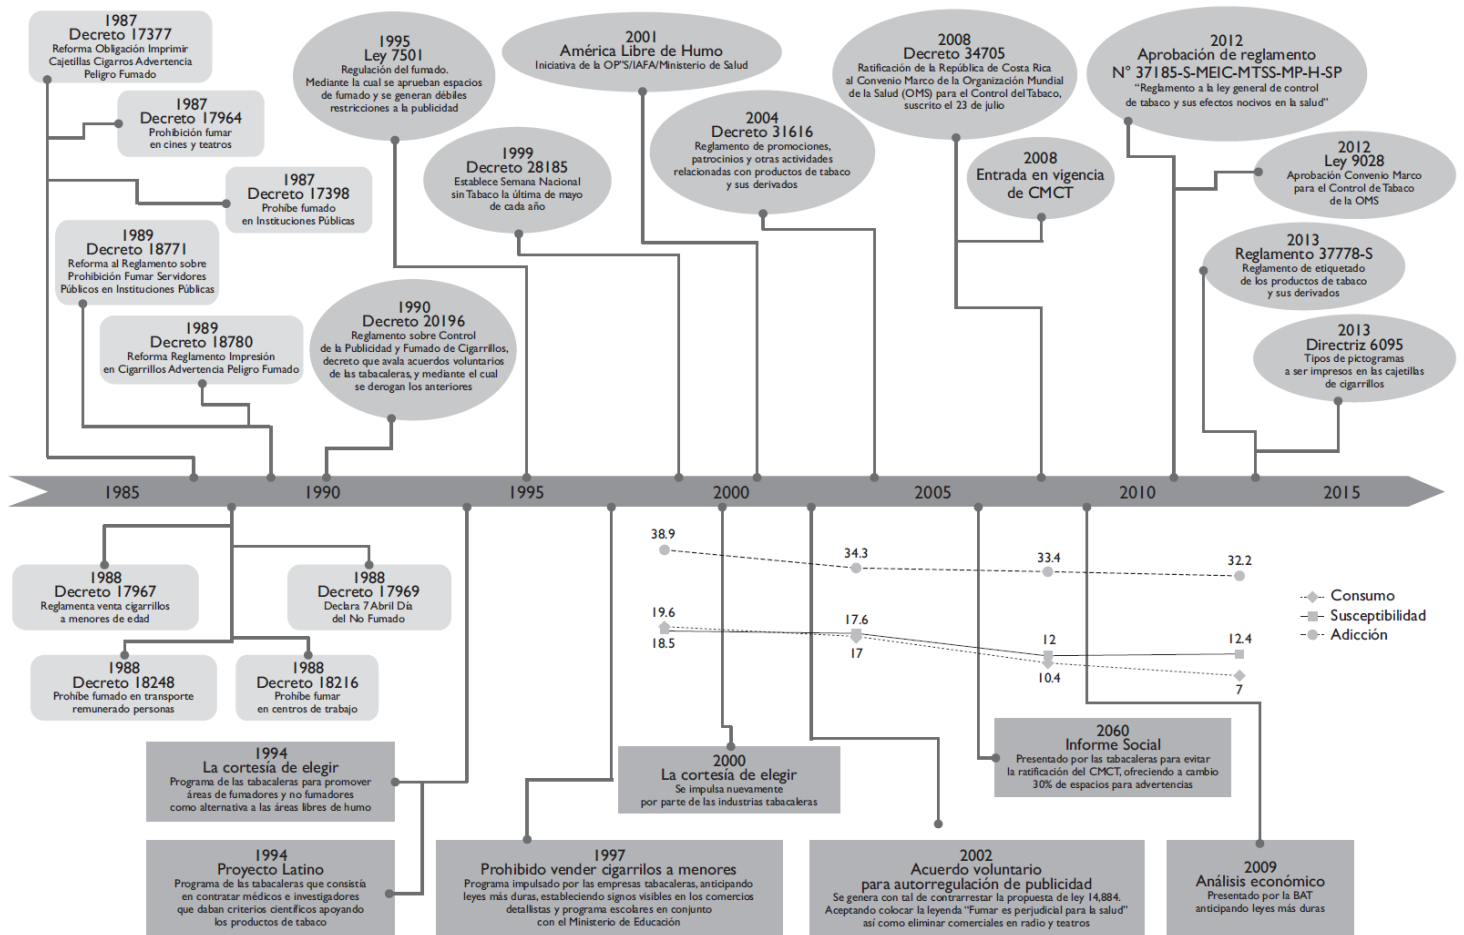 1987
Decreto 17377
Reforma Obligación Imprimir
Cajetillas Cigarros Advertencia
Peligro Fumado
1987
Decreto 17964
Prohibición fumar
en cines y teatros
1987
Decreto 17398
Prohíbe fumado
en Instituciones Públicas
1989
Decreto 18771
Reforma al Reglamento sobre
Prohibición Fumar Servidores
Públicos en Instituciones Públicas
1989
Decreto 18780
Reforma Reglamento Impresión
en Cigarrillos Advertencia Peligro Fumado
1995
Ley 7501
Regulación del fumado.
Mediante la cual se aprueban espacios
de fumado y se generan débiles
restricciones a la publicidad
1990
Decreto 20196
Reglamento sobre Control
de la Publicidad y Fumado de Cigarrillos,
decreto que avala acuerdos voluntarios
de las tabacaleras, y mediante el cual
se derogan los anteriores
1999
Decreto 28185
Establece Semana Nacional
sin Tabaco la última de mayo
de cada año
2001
América Libre de Humo
Iniciativa de la OP"S/IAFA/Ministerio de Salud
2004
Decreto 31616
Reglamento de promociones,
patrocinios y otras actividades
relacionadas con productos de tabaco
y sus derivados
2008
Decreto 34705
Ratificación de la República de Costa Rica
al Convenio Marco de la Organización Mundial
de la Salud (OMS) para el Control del Tabaco,
suscrito el 23 de julio
2008
Entrada en vigencia
de CMCT
2012
Aprobación de reglamento
N° 37185-S-MEIC-MTSS-MP-H-SP
"Reglamento a la ley general de control
de tabaco y sus efectos nocivos en la salud"
2012
Ley 9028
Aprobación Convenio Marco
para el Control de Tabaco
de la OMS
2013
Reglamento 37778-S
Reglamento de etiquetado
de los productos de tabaco
y sus derivados
2013
Directriz 6095
Tipos de pictogramas
a ser impresos en las cajetillas
de cigarrillos
1985 1990 1995 2000 2005 2010 2015
1988
Decreto 17967
Reglamenta venta cigarrillos
a menores de edad
1988
Decreto 17969
Declara 7 Abril Día
del No Fumado
1988
Decreto 18248
Prohíbe fumado en transporte
remunerado personas
1988
Decreto 18216
Prohíbe fumar
en centros de trabajo
38.9 34.3 33.4 32.2
19.6 17.6 12 12.4
18.5 17 10.4 7
Consumo
Susceptibilidad
Adicción
1994
La cortesía de elegir
Programa de las tabacaleras para promover
áreas de fumadores y no fumadores
como alternativa a las áreas libres de humo
1994
Proyecto Latino
Programa de las tabacaleras que consistía
en contratar médicos e investigadores
que daban criterios científicos apoyando
los productos de tabaco
1997
Prohibido vender cigarrilos a menores
Programa impulsado por las empresas tabacaleras, anticipando
leyes más duras, estableciendo signos visibles en los comercios
detallistas y programa escolares en conjunto
con el Ministerio de Educación
2000
La cortesía de elegir
Se impulsa nuevamente
por parte de las industrias tabacaleras
2002
Acuerdo voluntario
para autorregulación de publicidad
Se genera con tal de contrarrestar la propuesta de ley 14,884.
Aceptando colocar la leyenda "Fumar es perjudicial para la salud"
así como eliminar comerciales en radio y teatros
2060
Informe Social
Presentado por las tabacaleras para evitar
la ratificación del CMCT, ofreciendo a cambio
30% de espacios para advertencias
2009
Análisis económico
Presentado por la BAT
anticipando leyes más duras